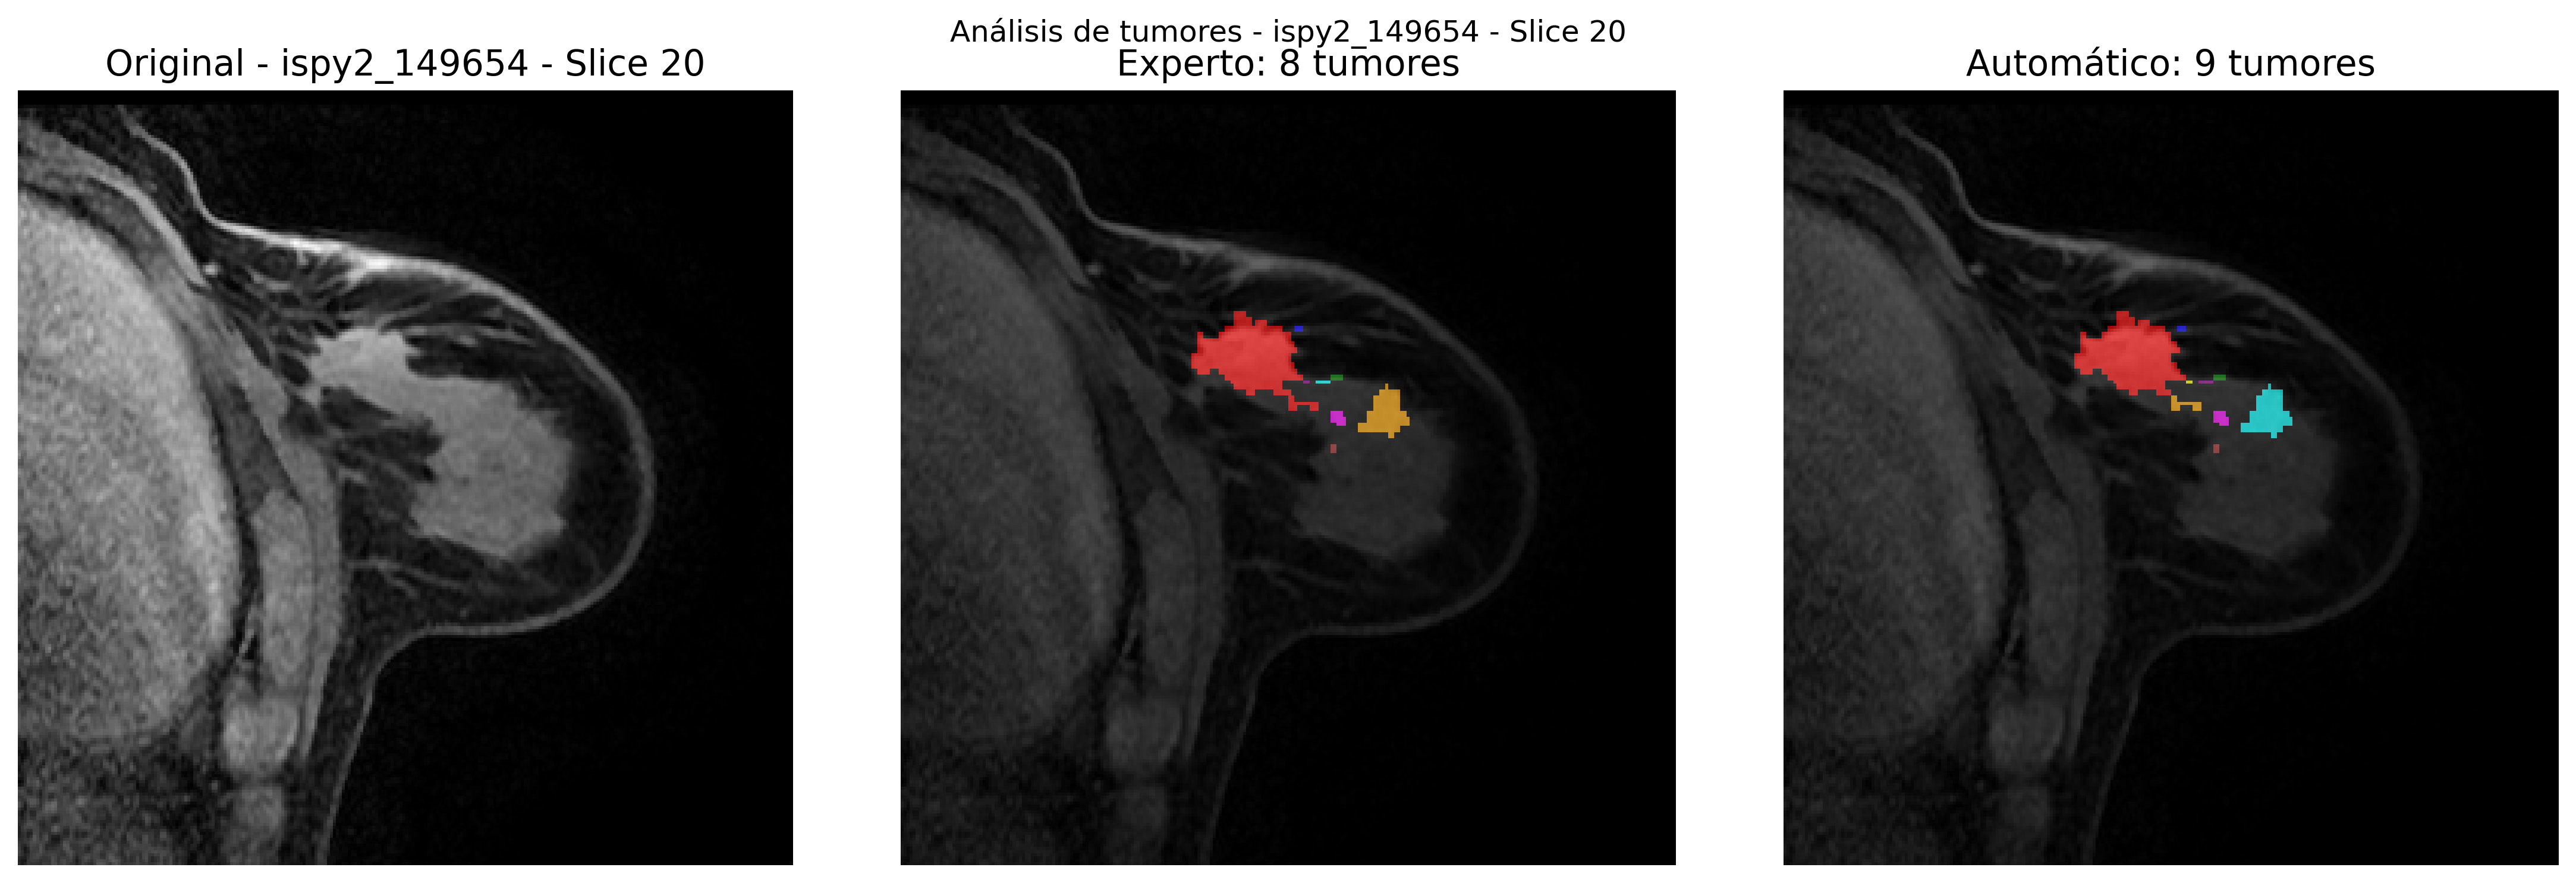 Análisis de tumores - ispy2_149654 - Slice 20
Original - ispy2_149654 - Slice 20
Experto: 8 tumores
Automático: 9 tumores